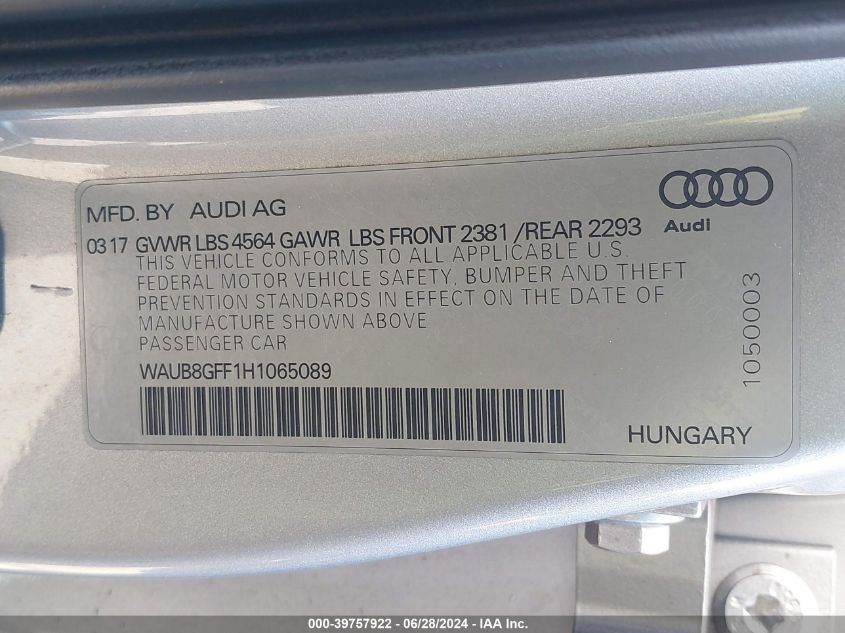 MFD. BY AUDI AG
Audi
03 17 GVWR LBS 4564 GAWR LBS FRONT 2381 /REAR 2293
THIS VEHICLE CONFORMS TO ALL APPLICABLE U.S.
FEDERAL MOTOR VEHICLE SAFETY, BUMPER AND THEFT
PREVENTION STANDARDS IN EFFECT ON THE DATE OF
MANUFACTURE SHOWN ABOVE
PASSENGER CAR
WAUB8GFF1H1065089
1050003
HUNGARY
000-39757922 - 06/28/2024 - IAA Inc.